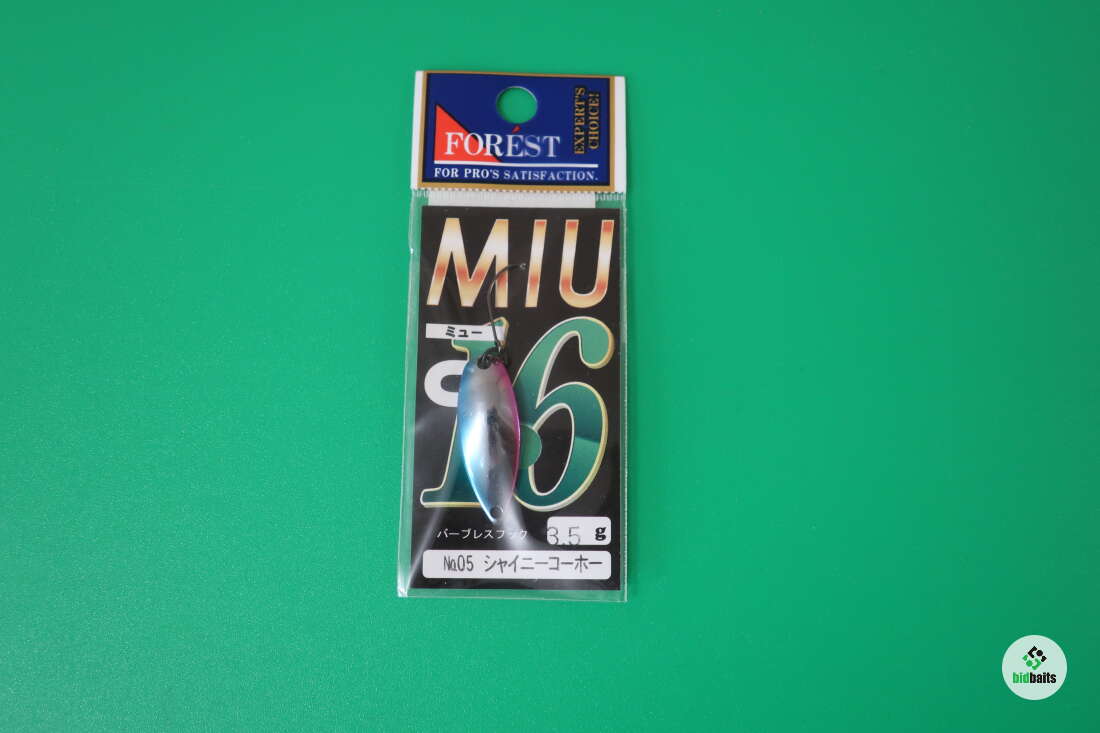 FORÉST
EXPERT'S
CHOICE!
FOR PRO'S SATISFACTION.
MIU
ミュー
16
バーブレスフック 3.5 g
No.05 シャイニーコーホー
bidbaits